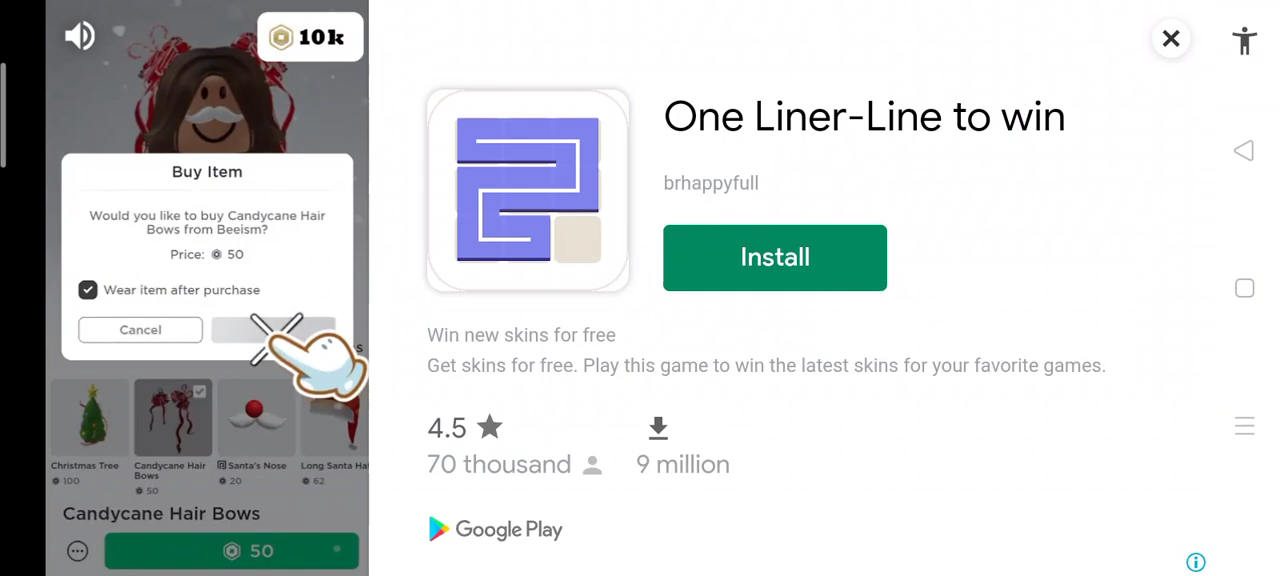 10k
Buy Item
Would you like to buy Candycane Hair
Bows from Beeism?
Price: 50
Wear item after purchase
Cancel
Christmas Tree
100
Candycane Hair
Bows
50
Santa's Nose
20
Long Santa Ha
62
Candycane Hair Bows
50
One Liner-Line to win
brhappyfull
Install
Win new skins for free
Get skins for free. Play this game to win the latest skins for your favorite games.
4.5
70 thousand
9 million
Google Play